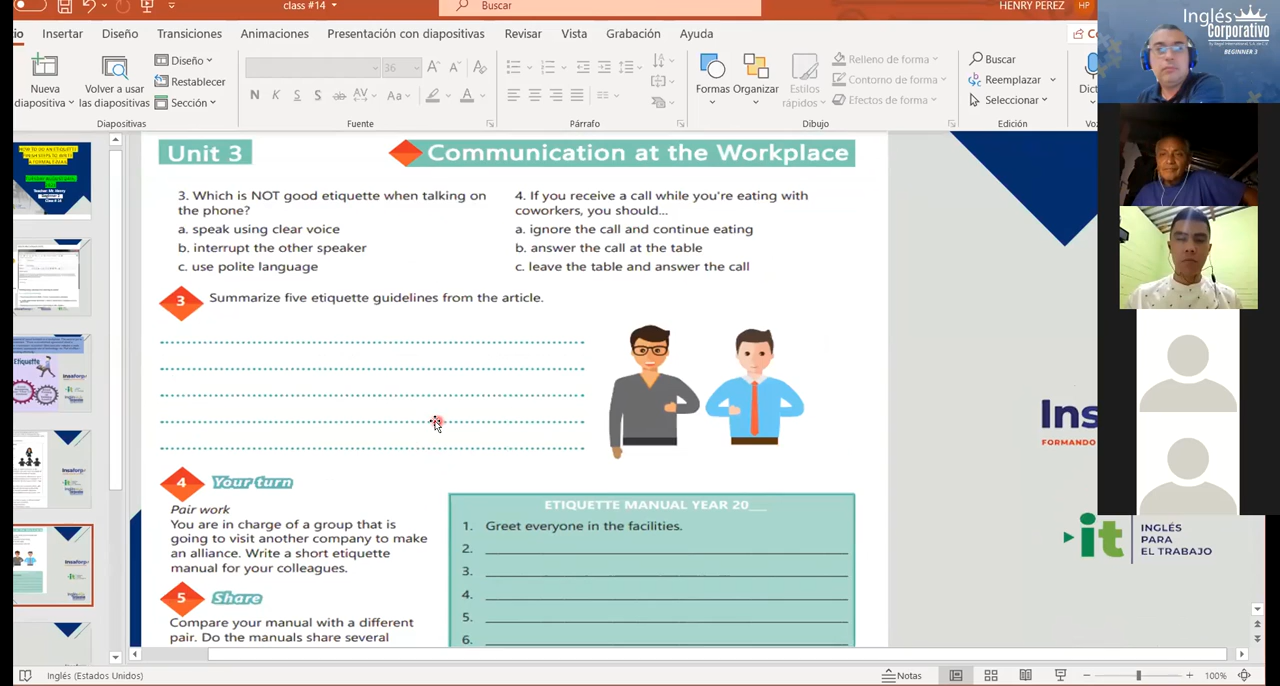 class #14
Buscar
HENRY PEREZ
HP
Insertar
Diseño
Transiciones
Animaciones
Presentación con diapositivas
Revisar
Vista
Grabación
Ayuda
Nueva
diapositiva
Volver a usar
las diapositivas
Diseño
Restablecer
Sección
Diapositivas
36
N K S S ab AV Aa A
Fuente
Párrafo
Formas
Organizar
Estilos
rápidos
Relleno de forma
Contorno de forma
Efectos de forma
Dibujo
Buscar
Reemplazar
Seleccionar
Edición
Inglés
Corporativo
BEGINNER 3
Unit 3
Communication at the Workplace
3. Which is NOT good etiquette when talking on
the phone?
a. speak using clear voice
b. interrupt the other speaker
c. use polite language
4. If you receive a call while you're eating with
coworkers, you should...
a. ignore the call and continue eating
b. answer the call at the table
c. leave the table and answer the call
3
Summarize five etiquette guidelines from the article.
4
Your turn
Pair work
You are in charge of a group that is
going to visit another company to make
an alliance. Write a short etiquette
manual for your colleagues.
5
Share
Compare your manual with a different
pair. Do the manuals share several
ETIQUETTE MANUAL YEAR 20__
1. Greet everyone in the facilities.
2.
3.
4.
5.
6.
FORMANDO
it
INGLÉS
PARA
EL TRABAJO
Inglés (Estados Unidos)
Notas
100%